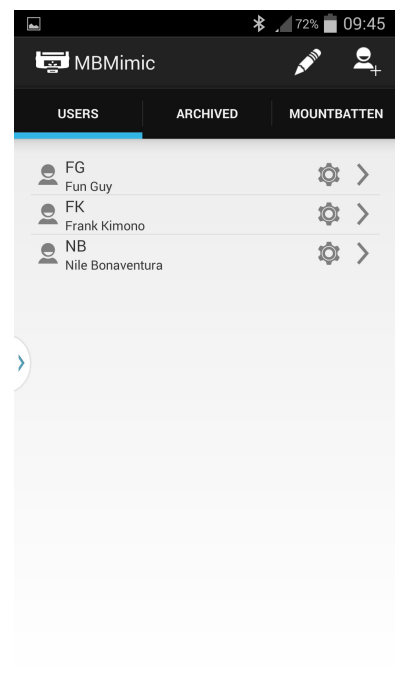 72% 09:45
MBMimic
USERS ARCHIVED MOUNTBATTEN
FG
Fun Guy
FK
Frank Kimono
NB
Nile Bonaventura